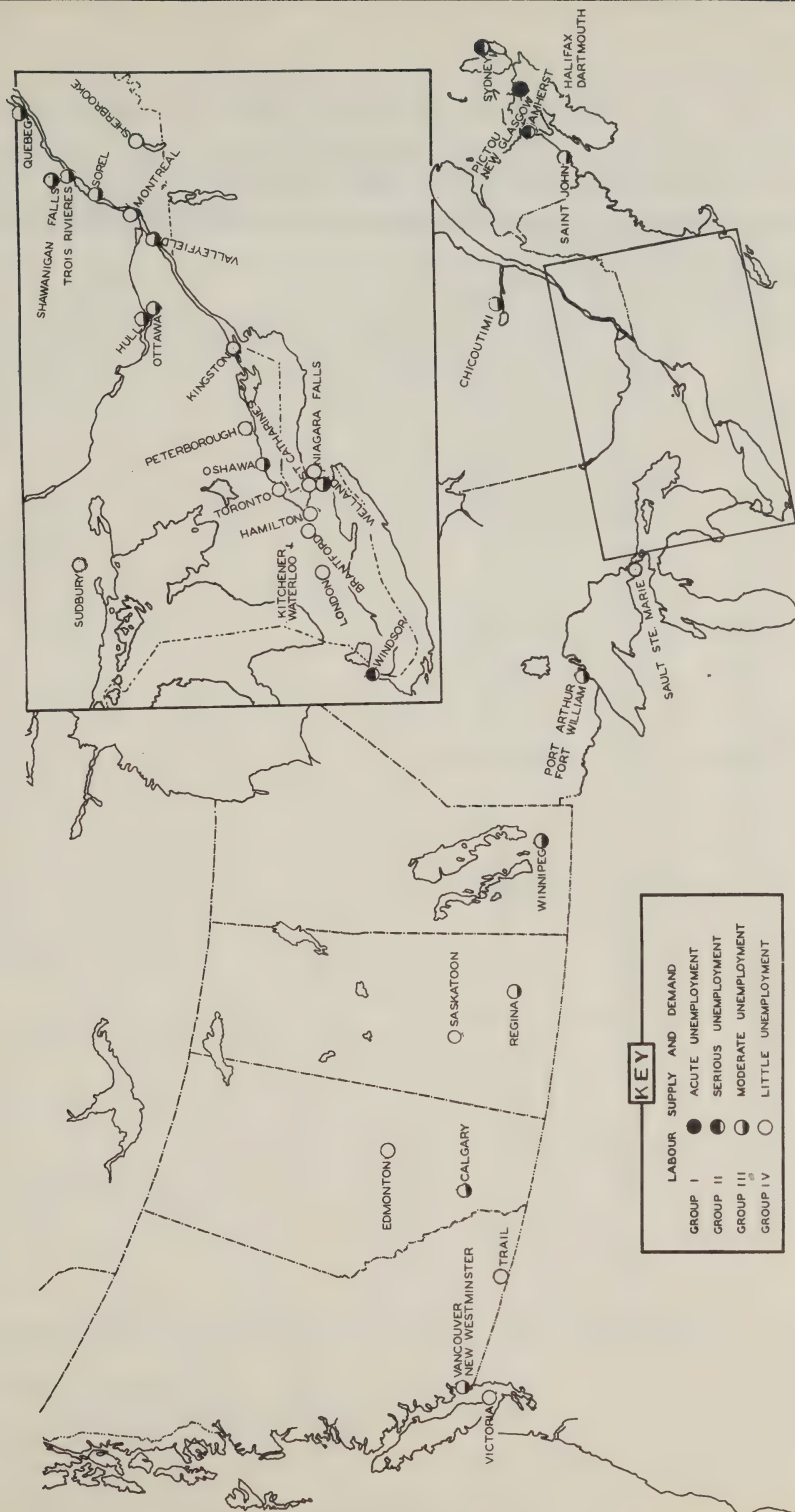 QUEBEC
SHERBROOKE
SHAWANIGAN FALLS
TROIS RIVIERES
SOREL
MONTREAL
VALLEYFIELD
HULL
OTTAWA
KINGSTON
PETERBOROUGH
OSHAWA
ST. CATHARINES
NIAGARA FALLS
TORONTO
WELLAND
HAMILTON
BRANTFORD
KITCHENER
WATERLOO
LONDON
SUDBURY
WINDSOR
SYDNEY
HALIFAX
DARTMOUTH
PICTOU
NEW GLASGOW
AMHERST
SAINT JOHN
CHICOUTIMI
SAULT STE. MARIE
PORT ARTHUR
FORT WILLIAM
WINNIPEG
SASKATOON
REGINA
EDMONTON
CALGARY
TRAIL
VANCOUVER
NEW WESTMINSTER
VICTORIA
KEY
LABOUR SUPPLY AND DEMAND
GROUP I ACUTE UNEMPLOYMENT
GROUP II SERIOUS UNEMPLOYMENT
GROUP III MODERATE UNEMPLOYMENT
GROUP IV LITTLE UNEMPLOYMENT